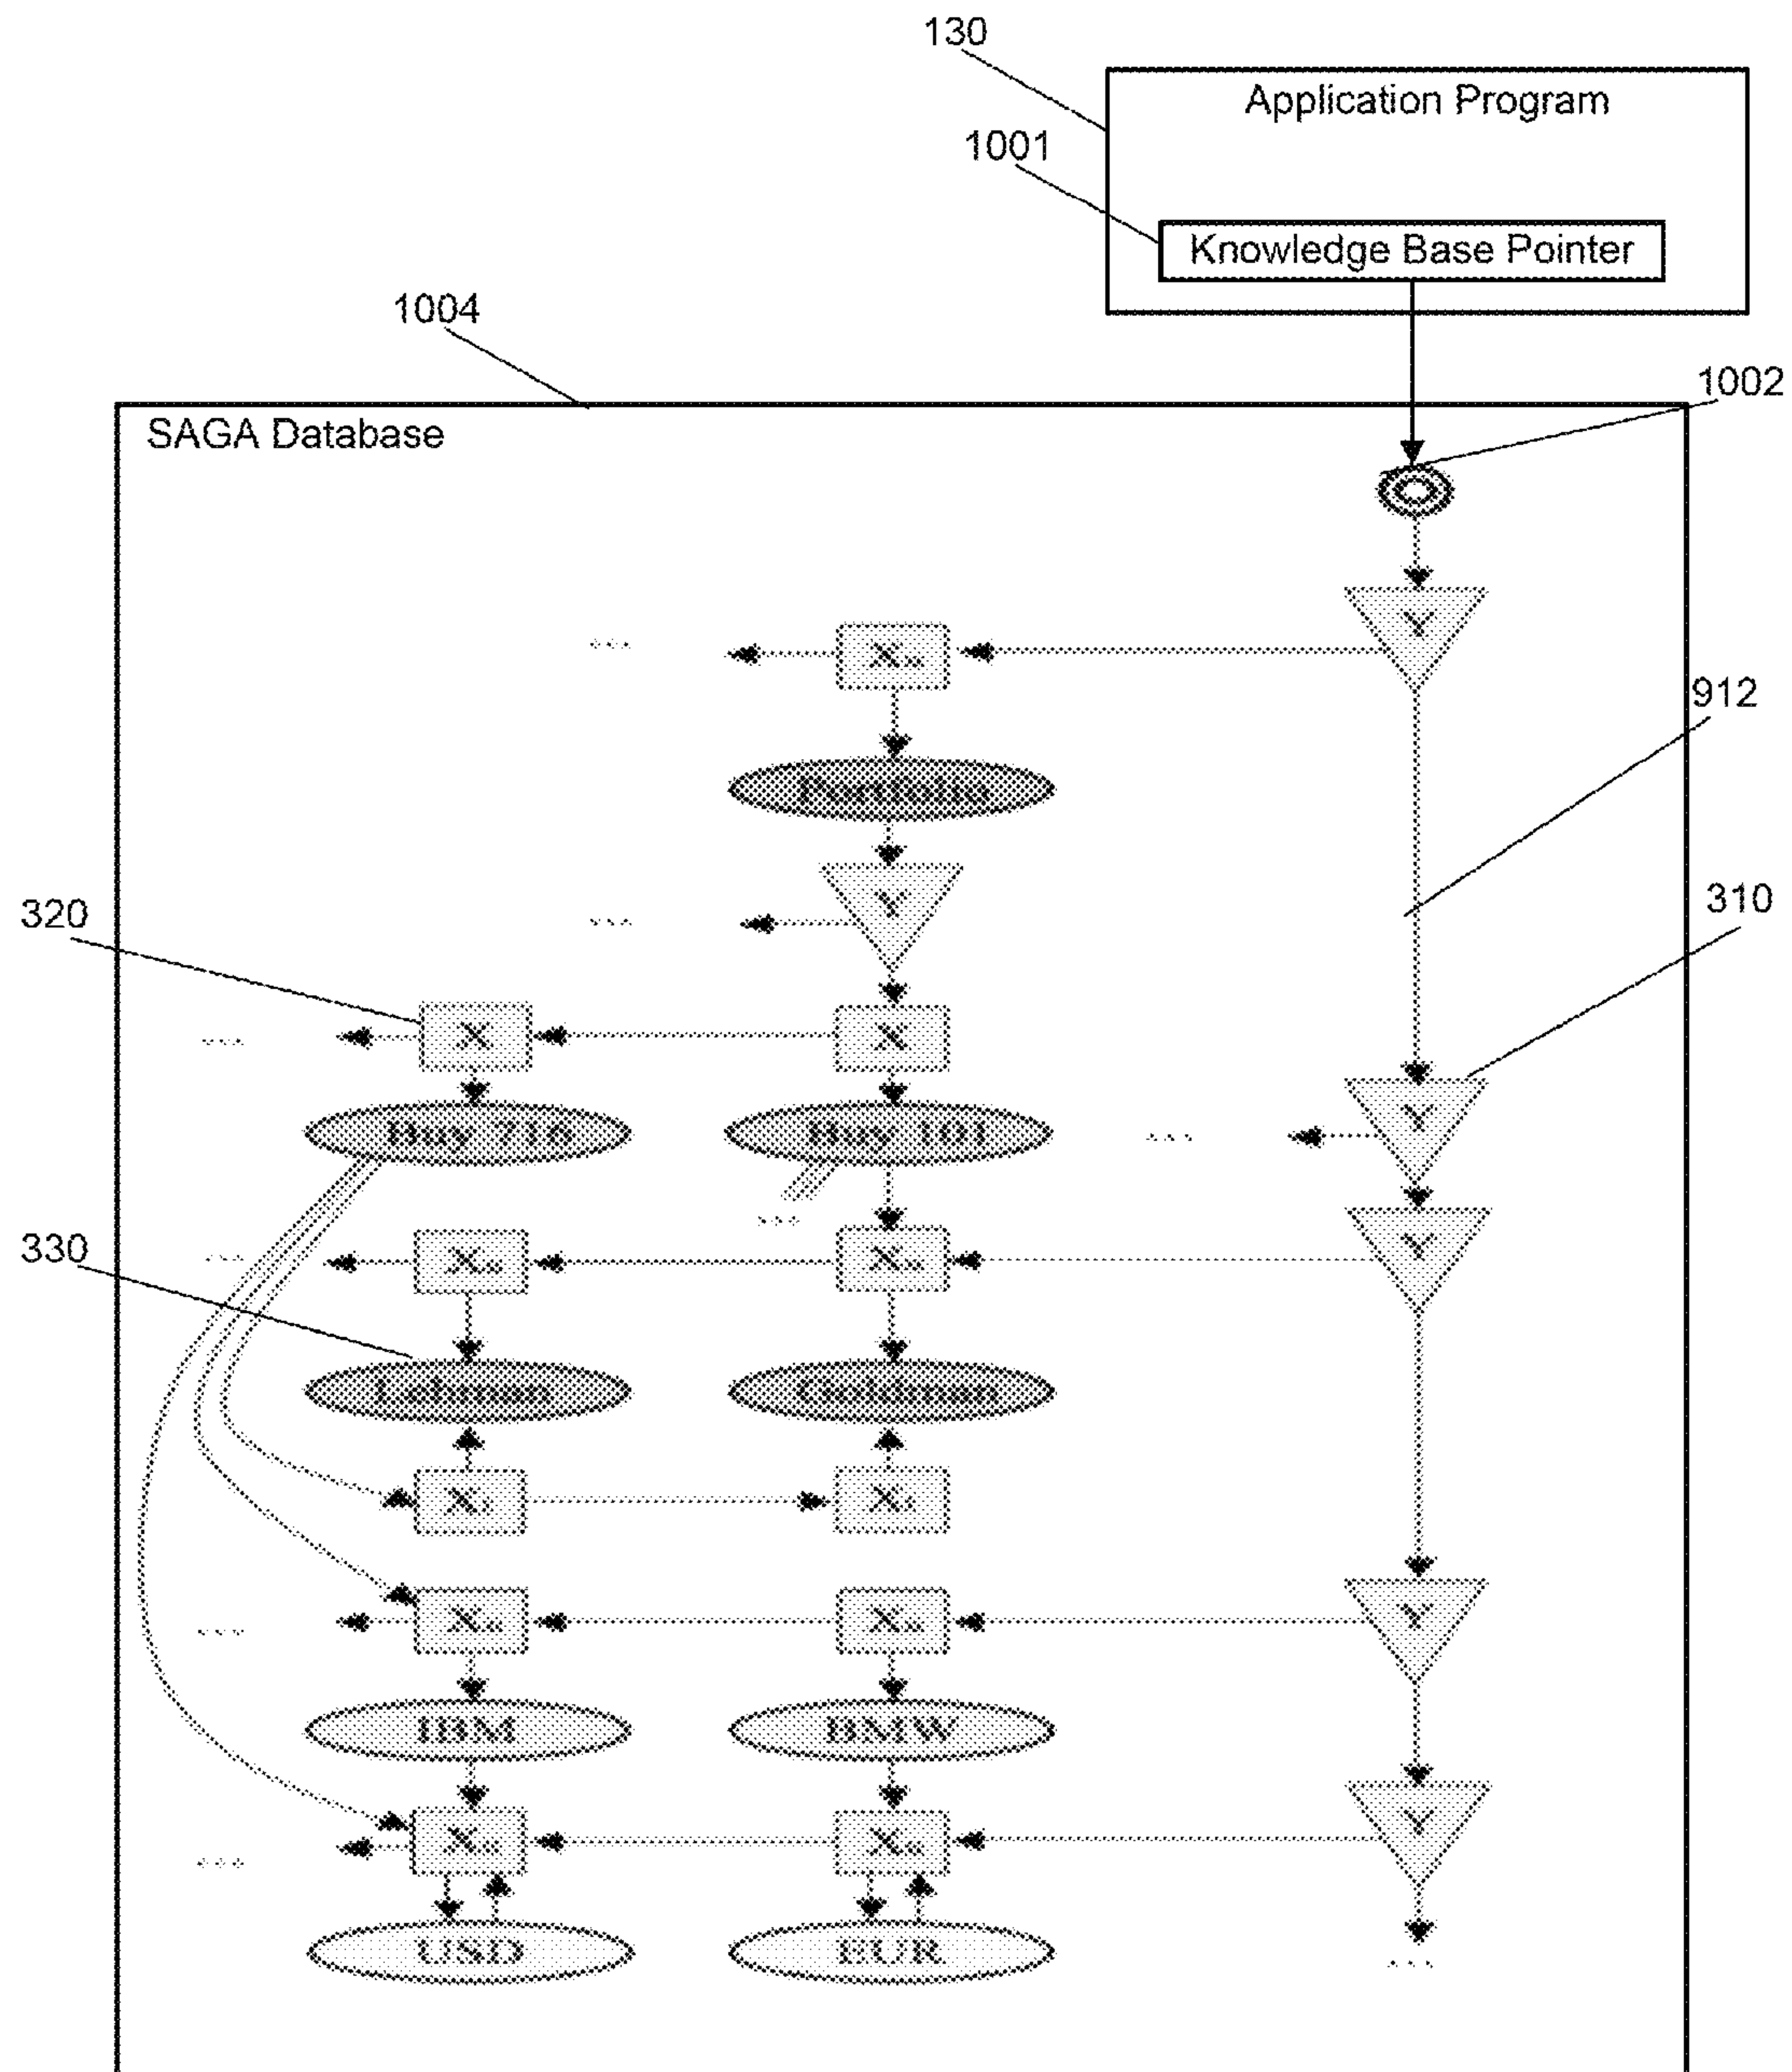 130
Application Program
1001
Knowledge Base Pointer
1004
1002
SAGA Database
Y
X
912
Portfolio
Y
310
320
X
X
Buy 716
Buy 101
Y
...
...
Y
330
X
X
Lehman
Goldman
X
X
X
X
Y
IBM
BMW
X
X
Y
USD
EUR
...